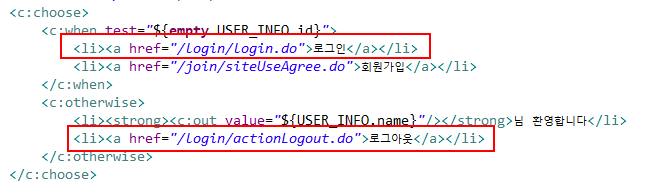 <c:choose>
<c:when test="${empty USER_INFO.id}">
<li><a href="/login/login.do">로그인</a></li>
<li><a href="/join/siteUseAgree.do">회원가입</a></li>
</c:when>
<c:otherwise>
<li><strong><c:out value="${USER_INFO.name}"/></strong>님 환영합니다</li>
<li><a href="/login/actionLogout.do">로그아웃</a></li>
</c:otherwise>
</c:choose>